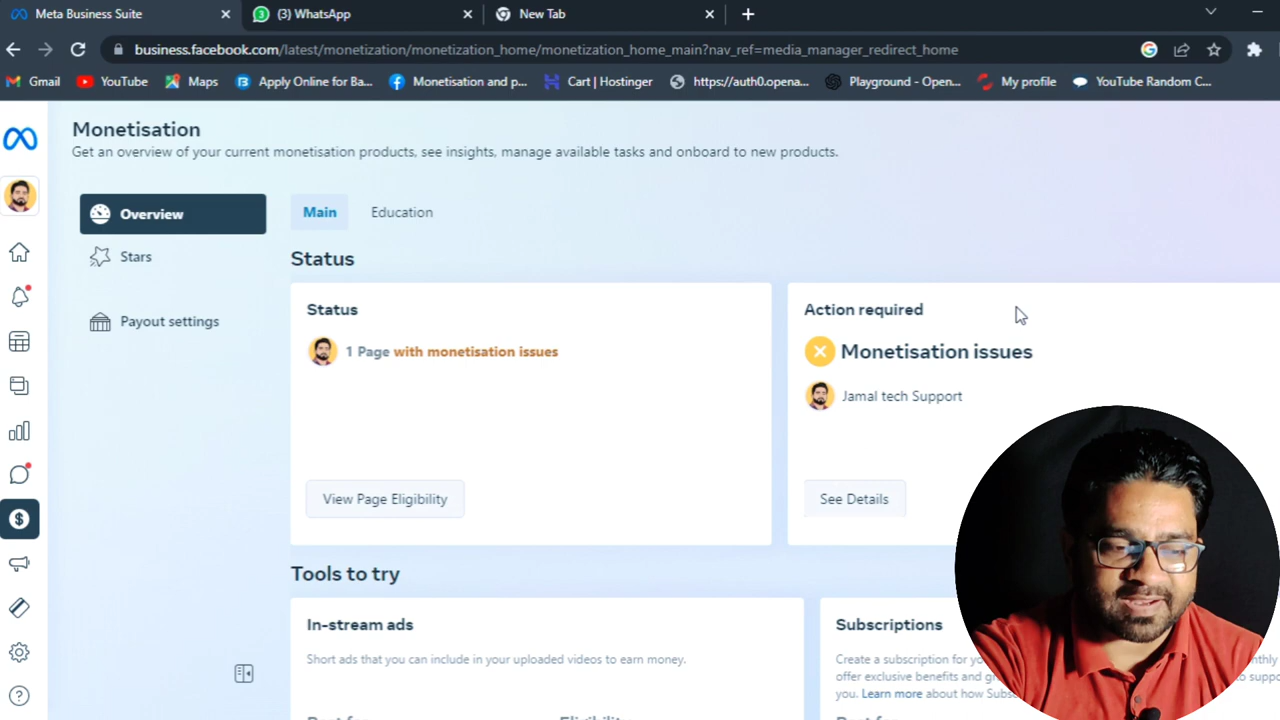 Meta Business Suite
(3) WhatsApp
New Tab
business.facebook.com/latest/monetization/monetization_home/monetization_home_main?nav_ref=media_manager_redirect_home
Gmail
YouTube
Maps
Apply Online for Ba...
Monetisation and p...
Cart | Hostinger
https://auth0.opena...
Playground - Open...
My profile
YouTube Random C...
Monetisation
Get an overview of your current monetisation products, see insights, manage available tasks and onboard to new products.
Overview
Stars
Payout settings
Main
Education
Status
Status
1 Page with monetisation issues
View Page Eligibility
Action required
Monetisation issues
Jamal tech Support
See Details
Tools to try
In-stream ads
Short ads that you can include in your uploaded videos to earn money.
Subscriptions
Create a subscription for yo
offer exclusive benefits and
you. Learn more about how